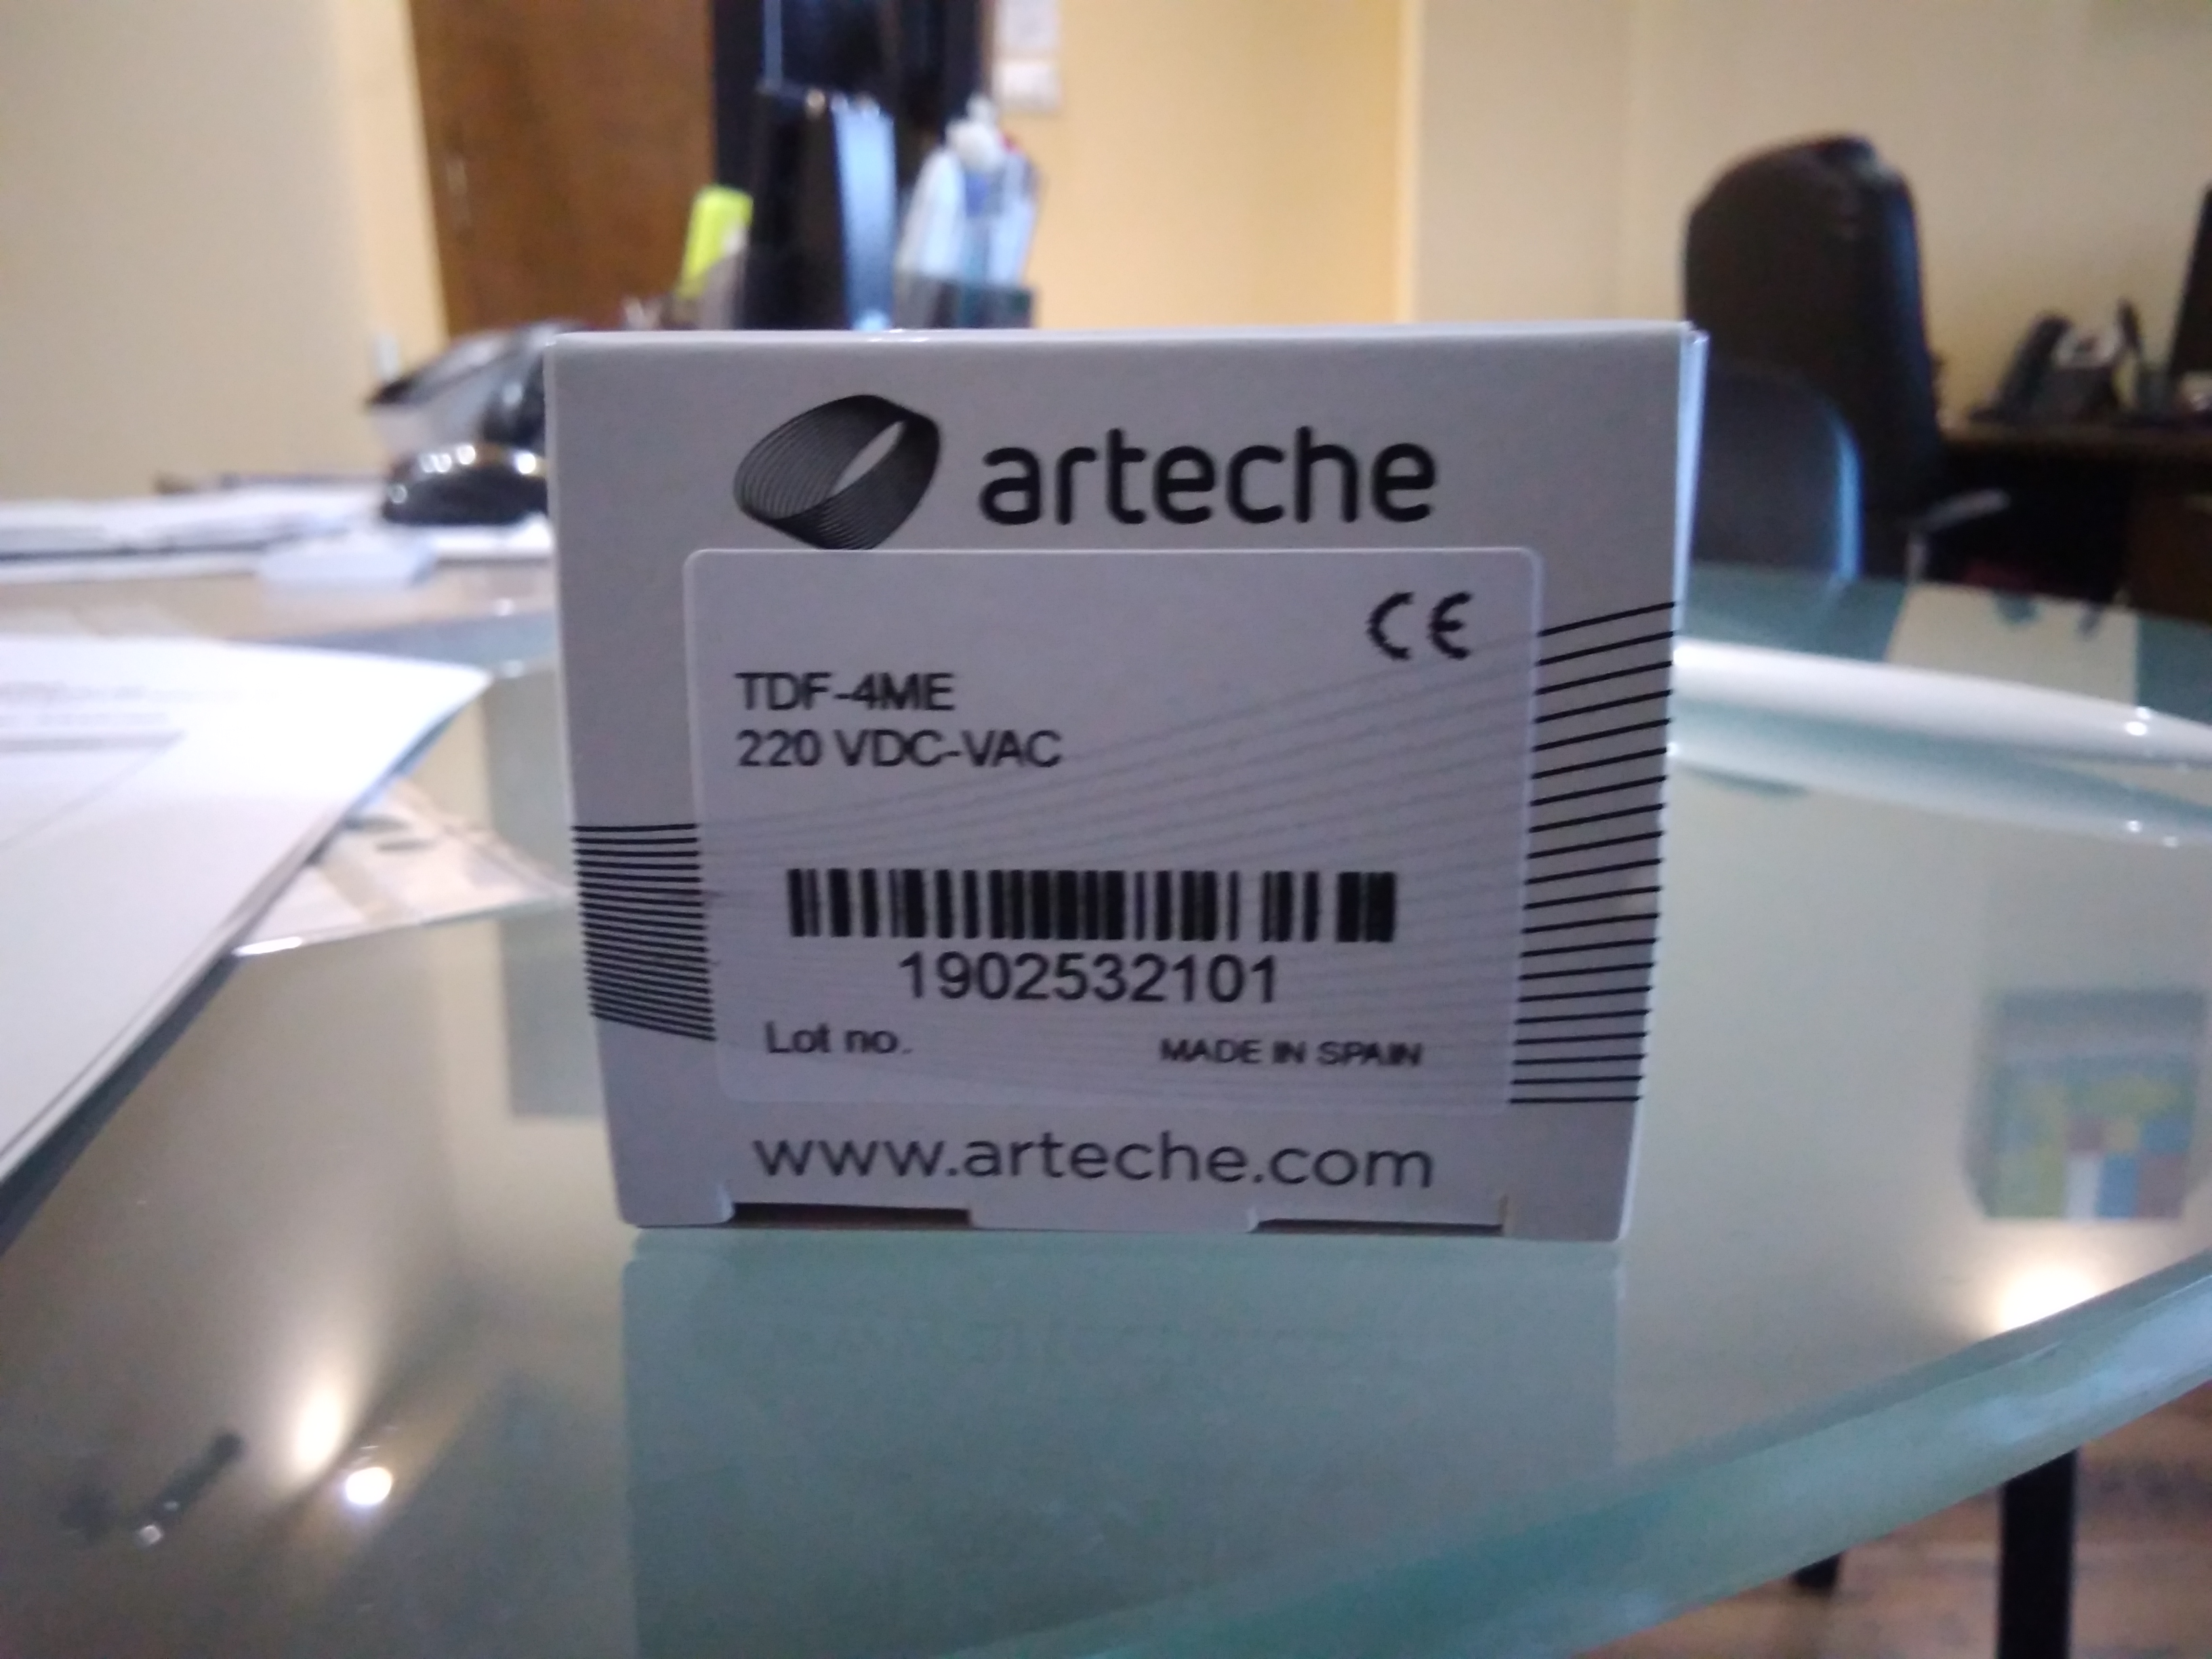 arteche
CE
TDF-4ME
220 VDC-VAC
1902532101
Lot no.
MADE IN SPAIN
www.arteche.com